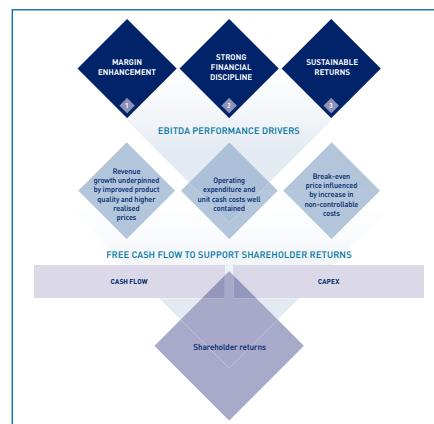 MARGIN
ENHANCEMENT
1
STRONG
FINANCIAL
DISCIPLINE
2
SUSTAINABLE
RETURNS
3
EBITDA PERFORMANCE DRIVERS
Revenue
growth underpinned
by improved product
quality and higher
realised
prices
Operating
expenditure and
unit cash costs well
contained
Break-even
price influenced
by increase in
non-controllable
costs
FREE CASH FLOW TO SUPPORT SHAREHOLDER RETURNS
CASH FLOW
CAPEX
Shareholder returns